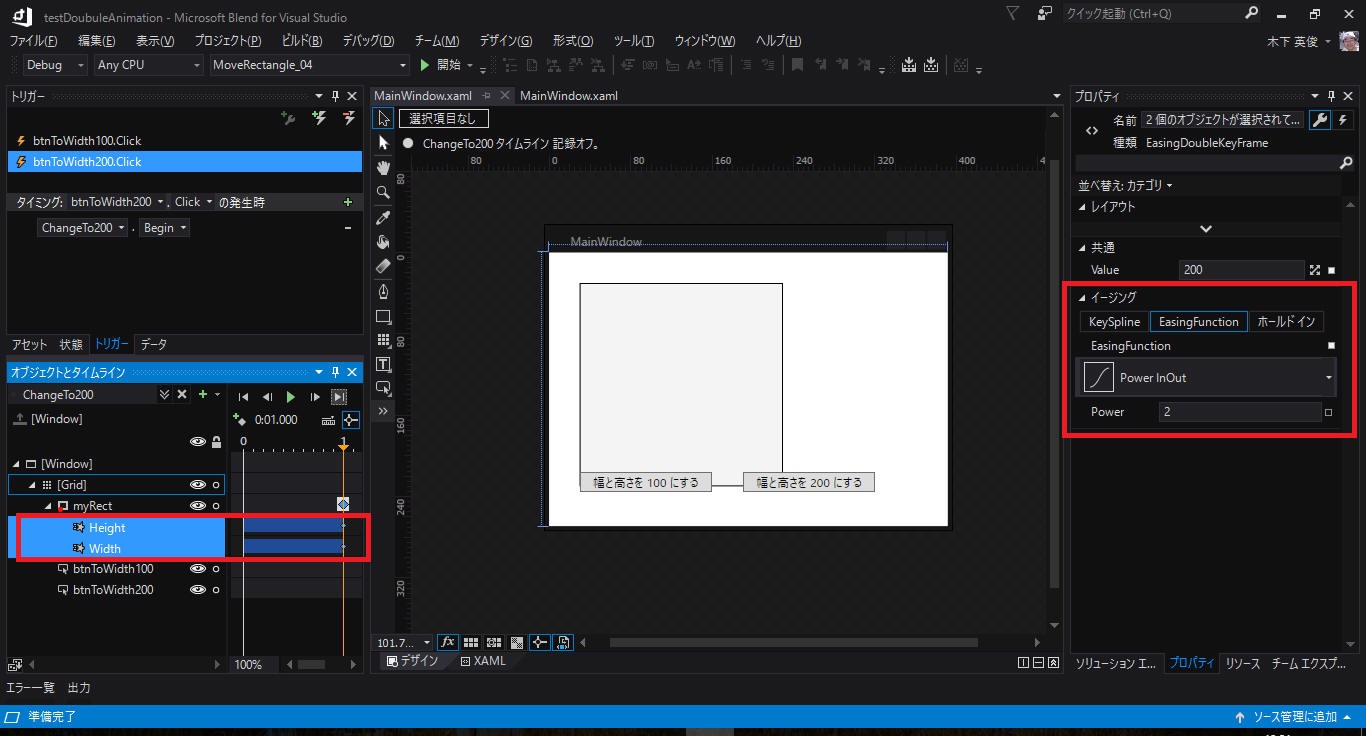 testDoubuleAnimation - Microsoft Blend for Visual Studio
クイック起動 (Ctrl+Q)
ファイル(F) 編集(E) 表示(V) プロジェクト(P) ビルド(B) デバッグ(D) チーム(M) デザイン(G) 形式(O) ツール(T) ウィンドウ(W) ヘルプ(H)
木下 英俊
Debug Any CPU MoveRectangle_04 開始
トリガー
btnToWidth100.Click
btnToWidth200.Click
タイミング: btnToWidth200 . Click の発生時
ChangeTo200 . Begin
アセット 状態 トリガー データ
オブジェクトとタイムライン
ChangeTo200
[Window] 0:01.000
0 1
[Window]
[Grid]
myRect
Height
Width
btnToWidth100
btnToWidth200
100%
エラー一覧 出力
準備完了
MainWindow.xaml MainWindow.xaml
選択項目なし
ChangeTo200 タイムライン 記録オフ。
80 0 80 160 240 320 400 4
80
0
80
160
240
320
MainWindow
幅と高さを 100 にする 幅と高さを 200 にする
101.7...
fx
デザイン XAML
プロパティ
名前 2 個のオブジェクトが選択されて...
種類 EasingDoubleKeyFrame
並べ替え: カテゴリ
レイアウト
共通
Value 200
イージング
KeySpline EasingFunction ホールド イン
EasingFunction
Power InOut
Power 2
ソリューション エ... プロパティ リソース チーム エクスプ...
ソース管理に追加